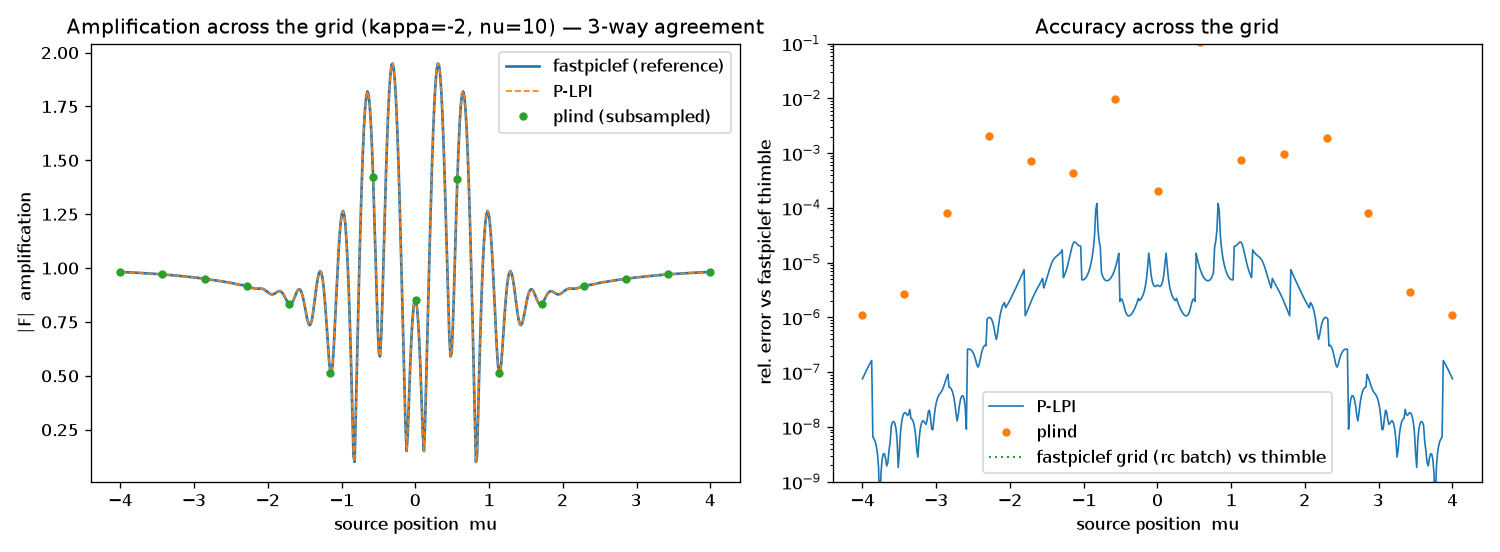 Amplification across the grid (kappa=-2, nu=10) — 3-way agreement
|F| amplification
2.00
1.75
1.50
1.25
1.00
0.75
0.50
0.25
fastpiclef (reference)
P-LPI
plind (subsampled)
−4
−3
−2
−1
0
1
2
3
4
source position mu
Accuracy across the grid
rel. error vs fastpiclef thimble
10⁻¹
10⁻²
10⁻³
10⁻⁴
10⁻⁵
10⁻⁶
10⁻⁷
10⁻⁸
10⁻⁹
P-LPI
plind
fastpiclef grid (rc batch) vs thimble
−4
−3
−2
−1
0
1
2
3
4
source position mu